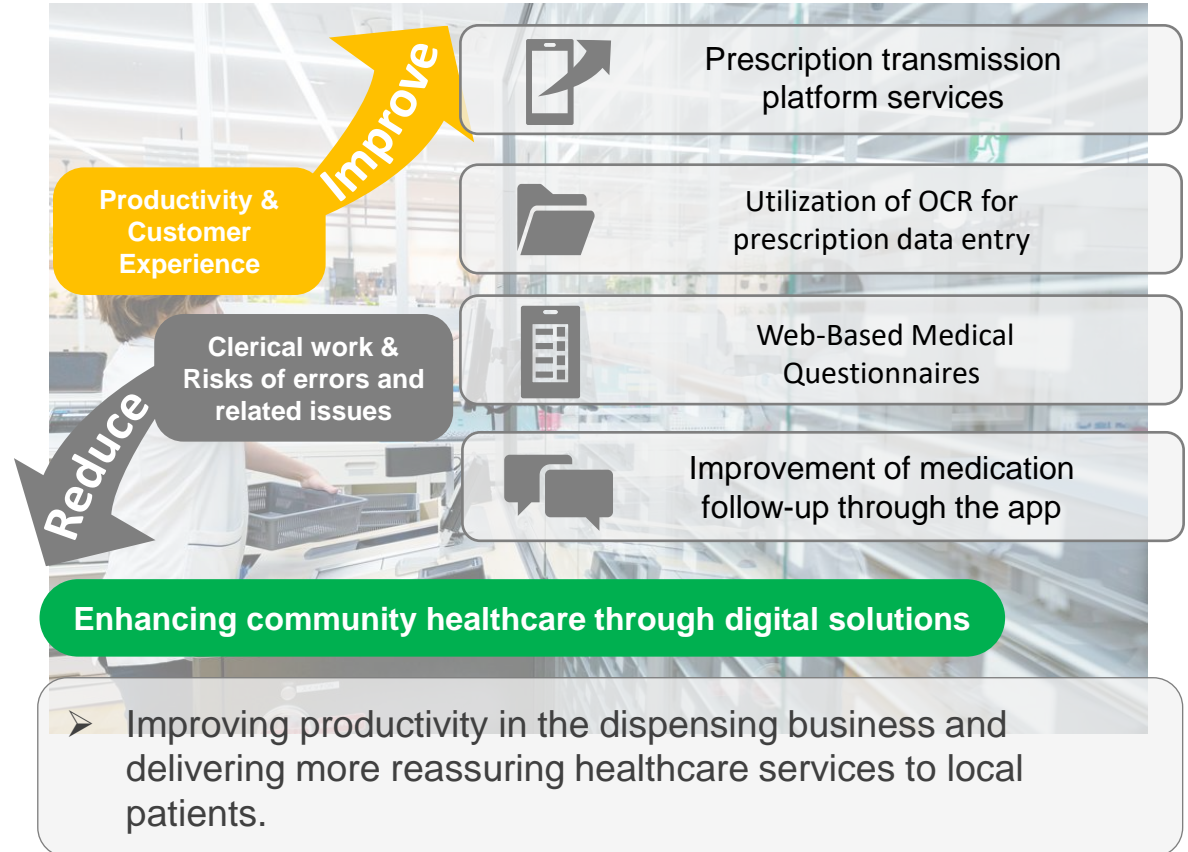 Improve
Productivity &
Customer
Experience
Clerical work &
Risks of errors and
related issues
Reduce
Prescription transmission
platform services
Utilization of OCR for
prescription data entry
Web-Based Medical
Questionnaires
Improvement of medication
follow-up through the app
Enhancing community healthcare through digital solutions
➢ Improving productivity in the dispensing business and
delivering more reassuring healthcare services to local
patients.